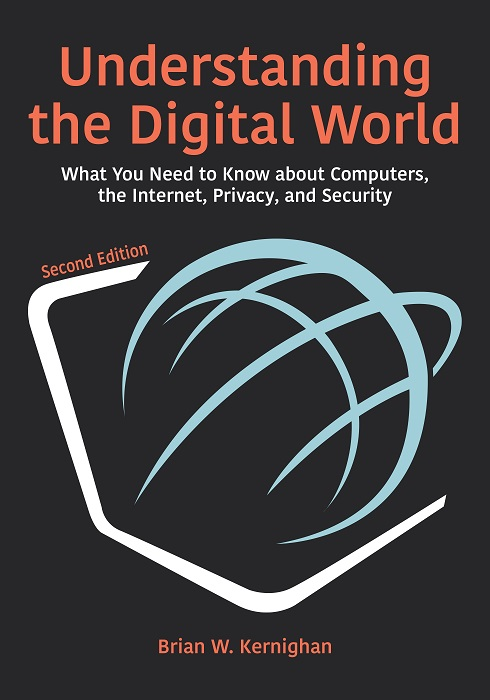 Understanding
the Digital World
What You Need to Know about Computers,
the Internet, Privacy, and Security
Second Edition
Brian W. Kernighan